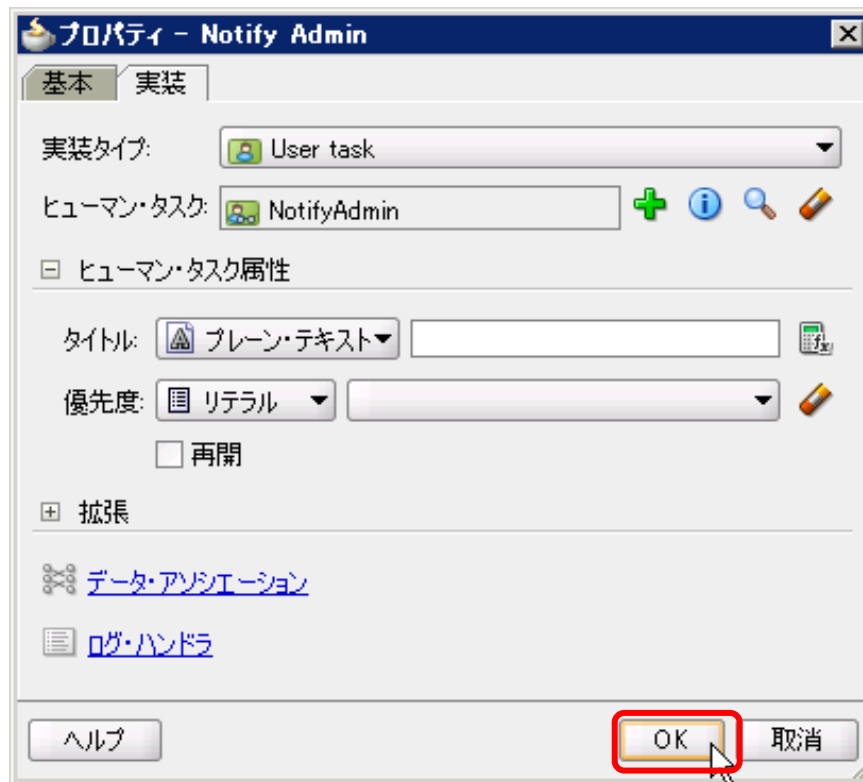 プロパティ - Notify Admin
基本 実装
実装タイプ: User task
ヒューマン・タスク: NotifyAdmin
ヒューマン・タスク属性
タイトル: プレーン・テキスト
優先度: リテラル
再開
拡張
データ・アソシエーション
ログ・ハンドラ
ヘルプ OK 取消